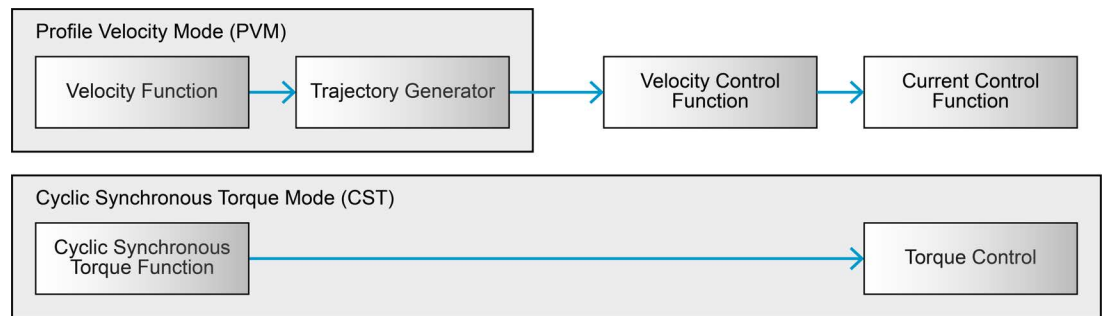 Profile Velocity Mode (PVM)
Velocity Function
Trajectory Generator
Velocity Control
Function
Current Control
Function
Cyclic Synchronous Torque Mode (CST)
Cyclic Synchronous
Torque Function
Torque Control